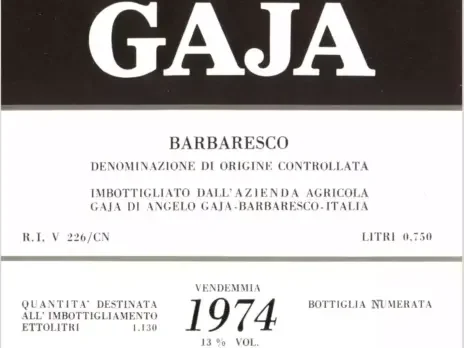 GAJA
BARBARESCO
DENOMINAZIONE DI ORIGINE CONTROLLATA
IMBOTTIGLIATO DALL'AZIENDA AGRICOLA
GAJA DI ANGELO GAJA-BARBARESCO-ITALIA
R.I. V 226/CN LITRI 0,750
VENDEMMIA
QUANTITA' DESTINATA
ALL'IMBOTTIGLIAMENTO
ETTOLITRI 1.130
1974
BOTTIGLIA NUMERATA
13 % VOL.